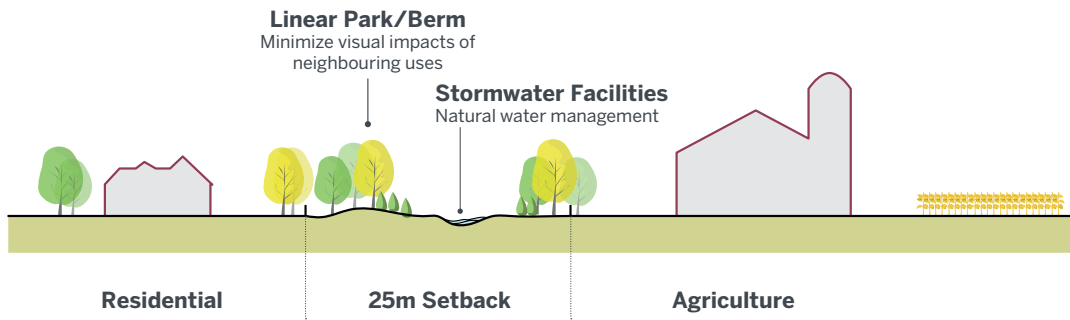 Linear Park/Berm
Minimize visual impacts of
neighbouring uses
Stormwater Facilities
Natural water management
Residential
25m Setback
Agriculture